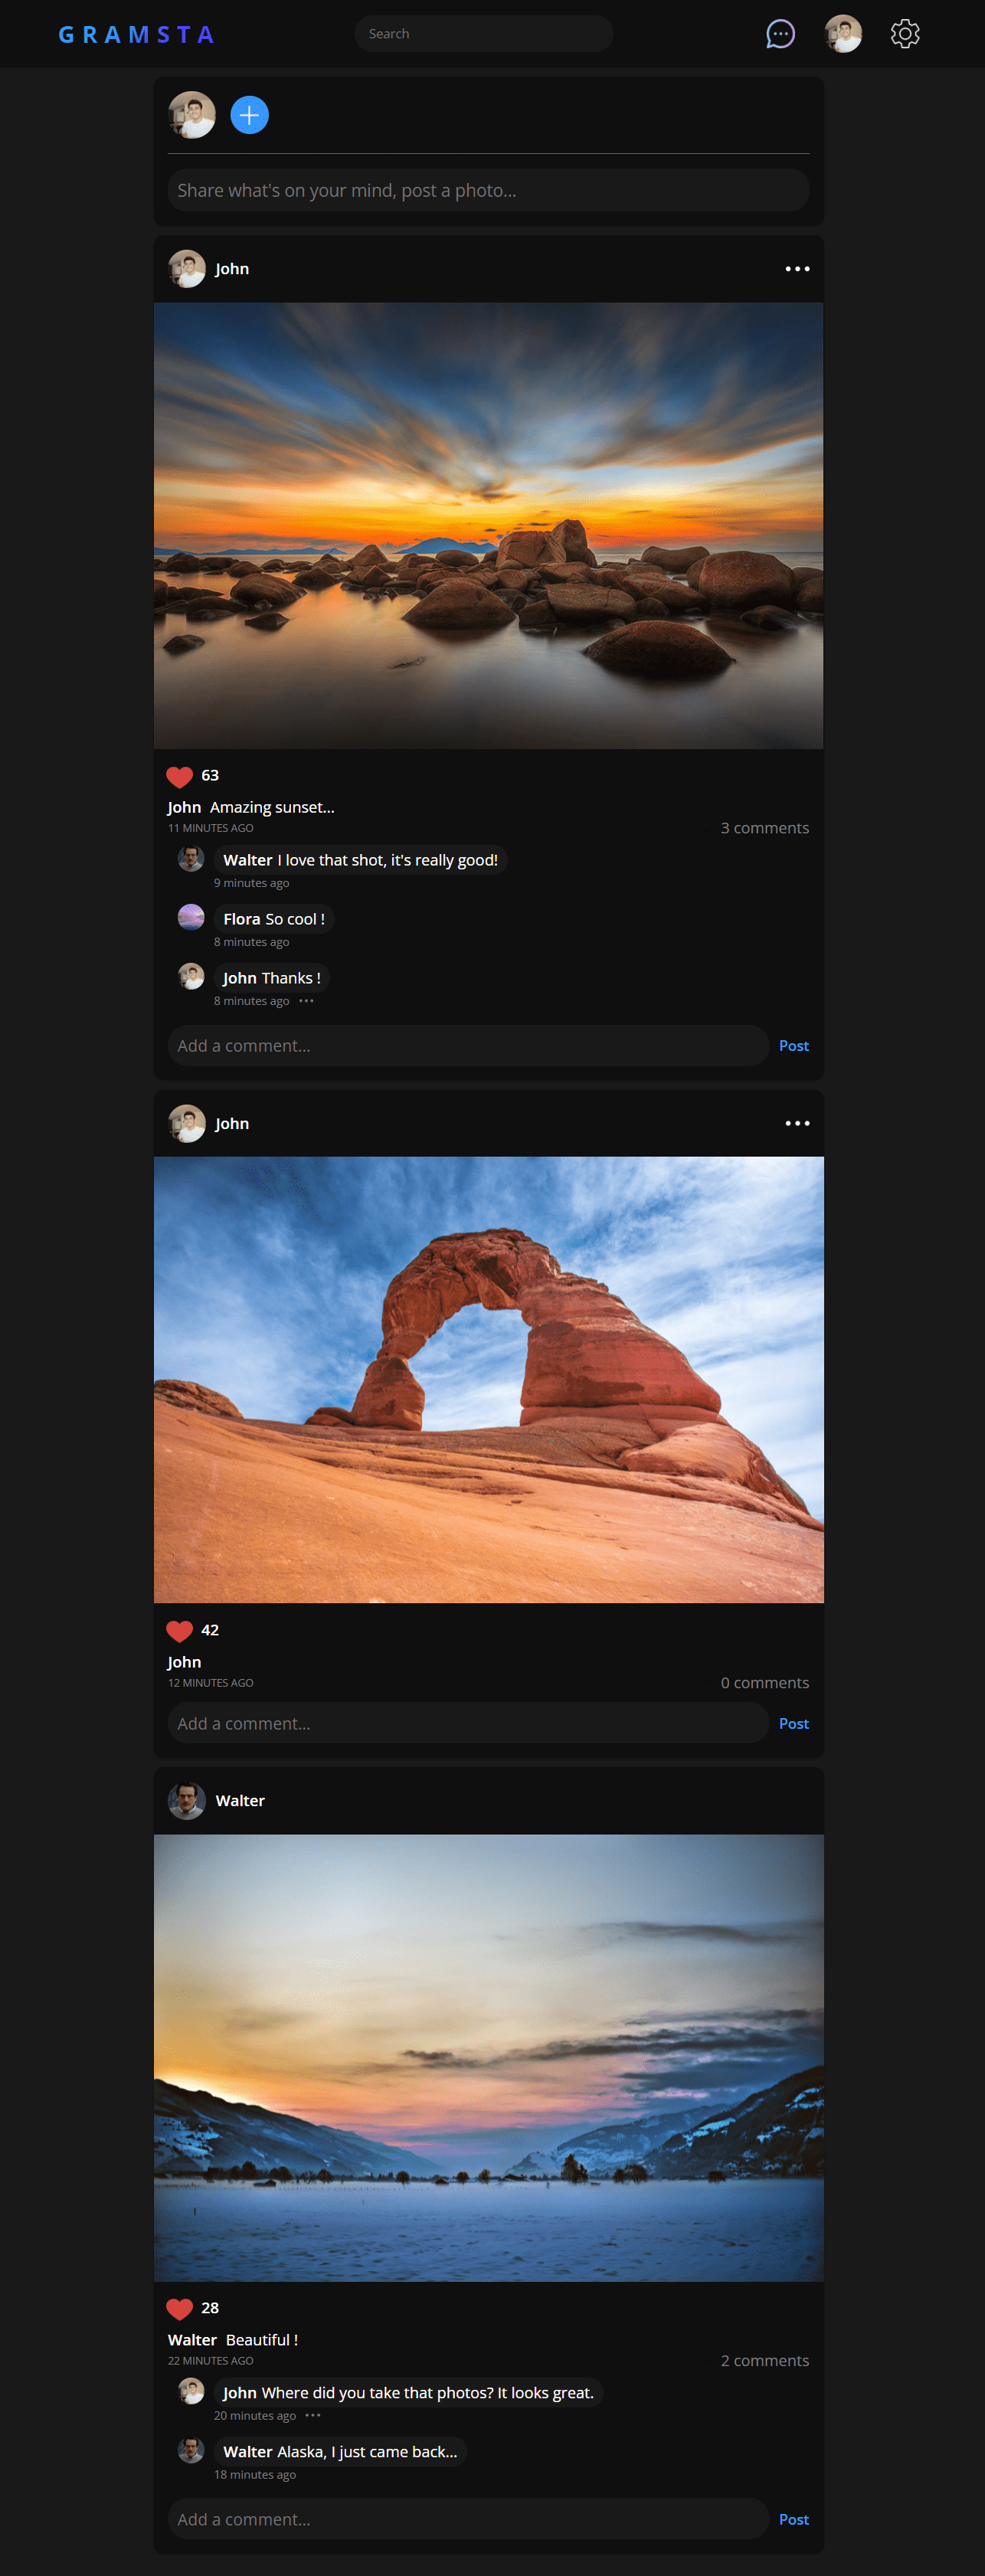 GRAMSTA
Search
Share what's on your mind, post a photo...
John
63
John Amazing sunset...
11 MINUTES AGO
3 comments
Walter I love that shot, it's really good!
9 minutes ago
Flora So cool !
8 minutes ago
John Thanks !
8 minutes ago
Add a comment...
Post
John
42
John
12 MINUTES AGO
0 comments
Add a comment...
Post
Walter
28
Walter Beautiful !
22 MINUTES AGO
2 comments
John Where did you take that photos? It looks great.
20 minutes ago
Walter Alaska, I just came back...
18 minutes ago
Add a comment...
Post